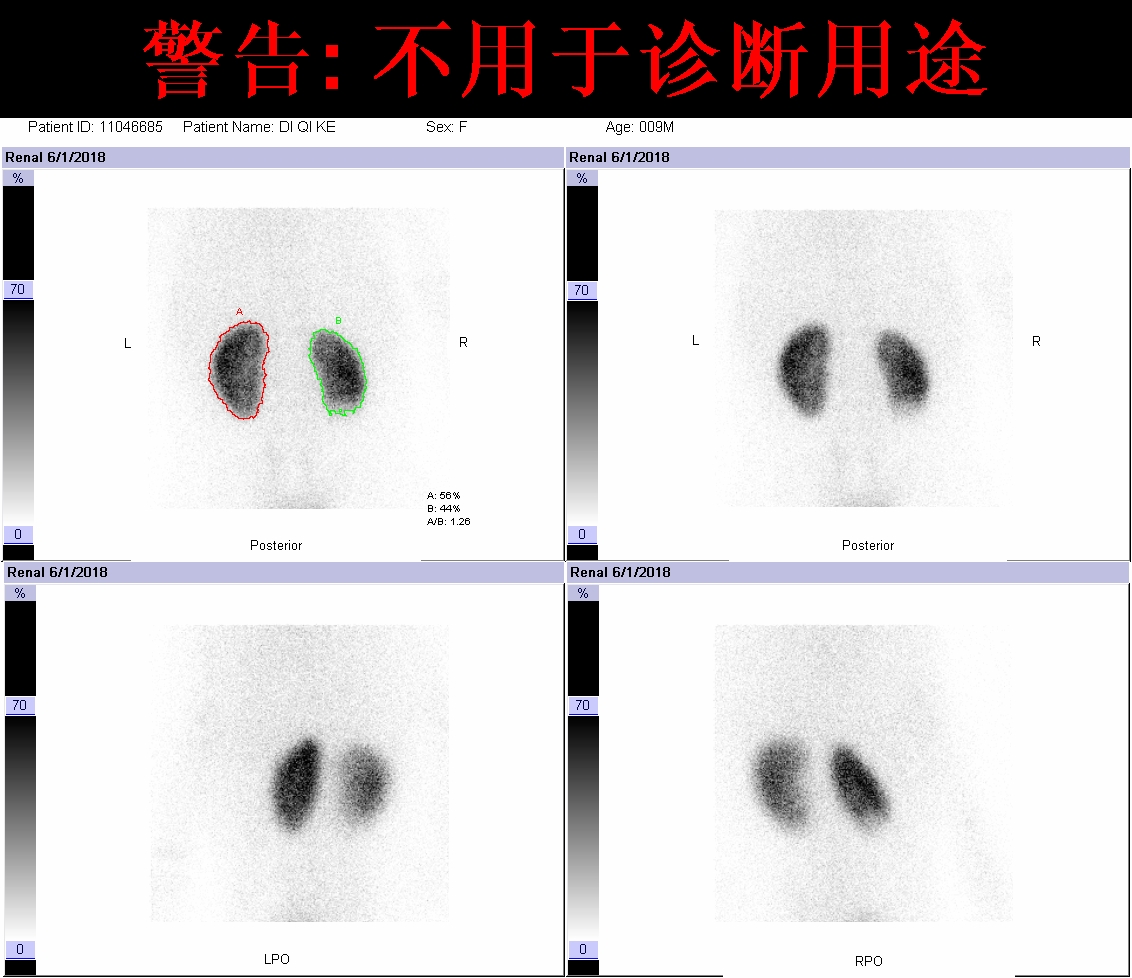 警告: 不用于诊断用途
Patient ID: 11046685 Patient Name: DI QI KE Sex: F Age: 009M
Renal 6/1/2018
%
70
0
A
B
L
R
A: 56%
B: 44%
A/B: 1.26
Posterior
Renal 6/1/2018
%
70
0
L
R
Posterior
Renal 6/1/2018
%
70
0
LPO
Renal 6/1/2018
%
70
0
RPO